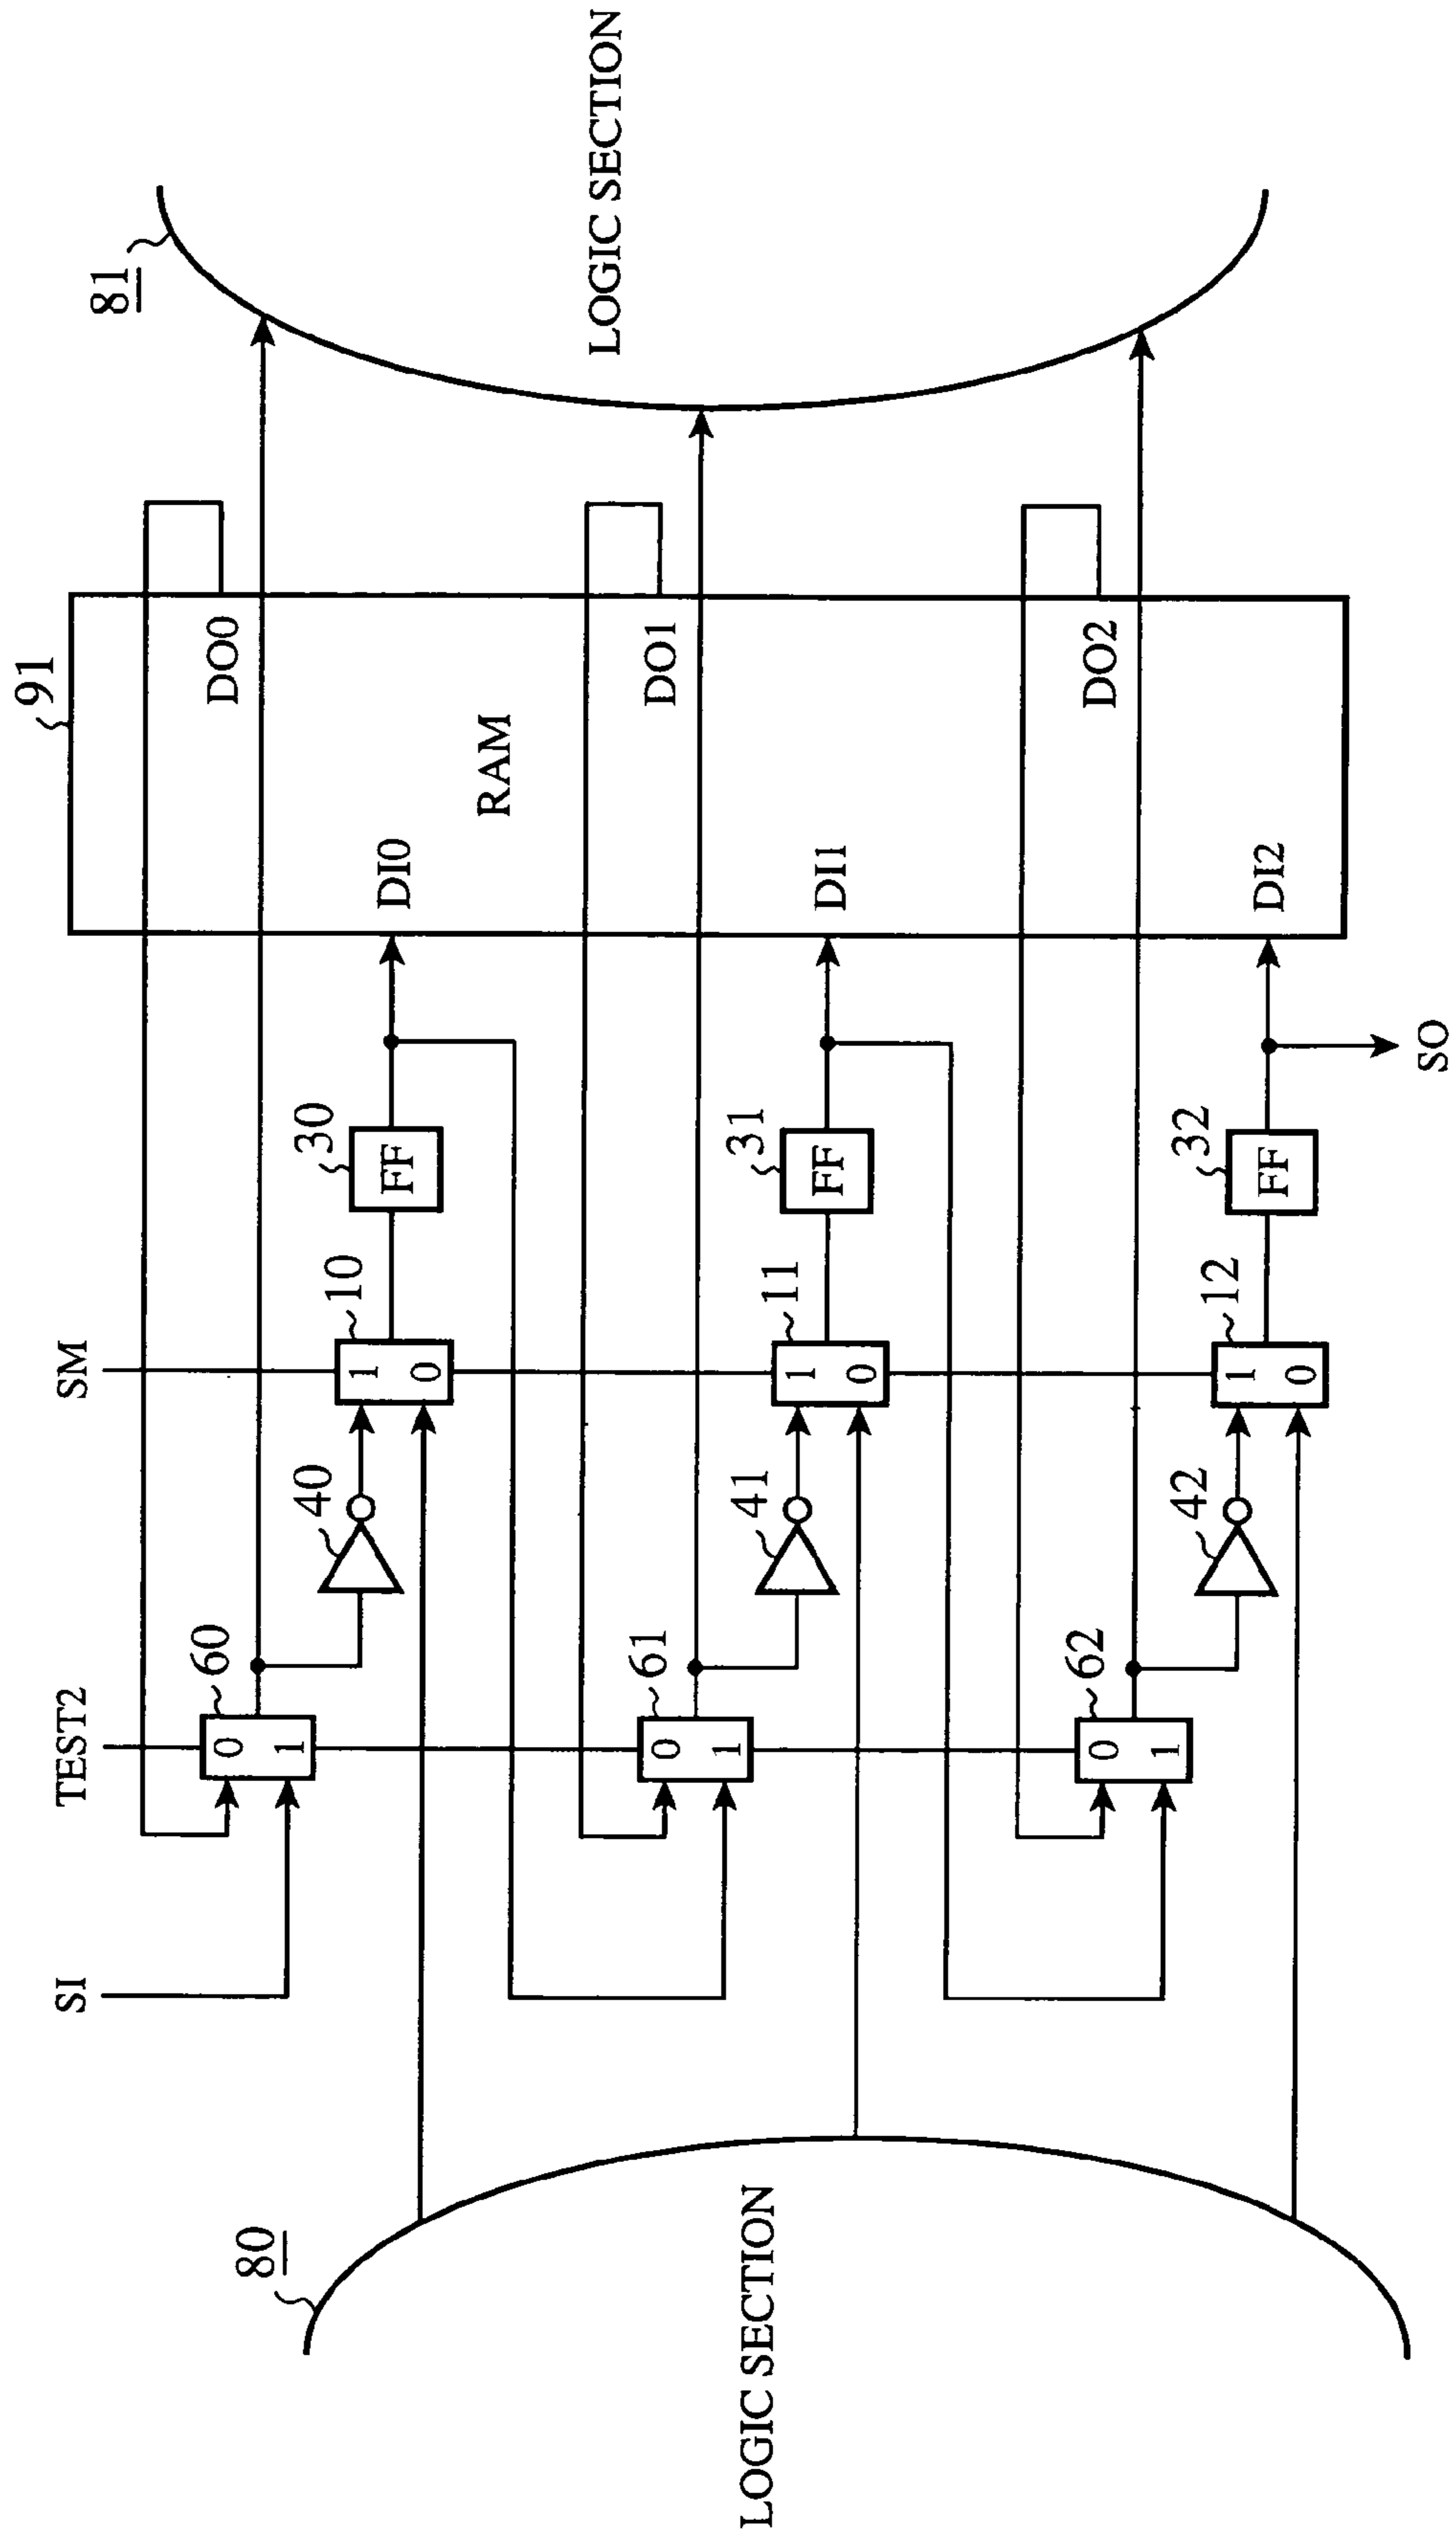 SI
TEST2
SM
91
81
80
60
0
1
40
10
1
0
30
FF
DI0
DO0
RAM
LOGIC SECTION
61
0
1
41
11
1
0
31
FF
DI1
DO1
LOGIC SECTION
62
0
1
42
12
1
0
32
FF
DI2
DO2
SO